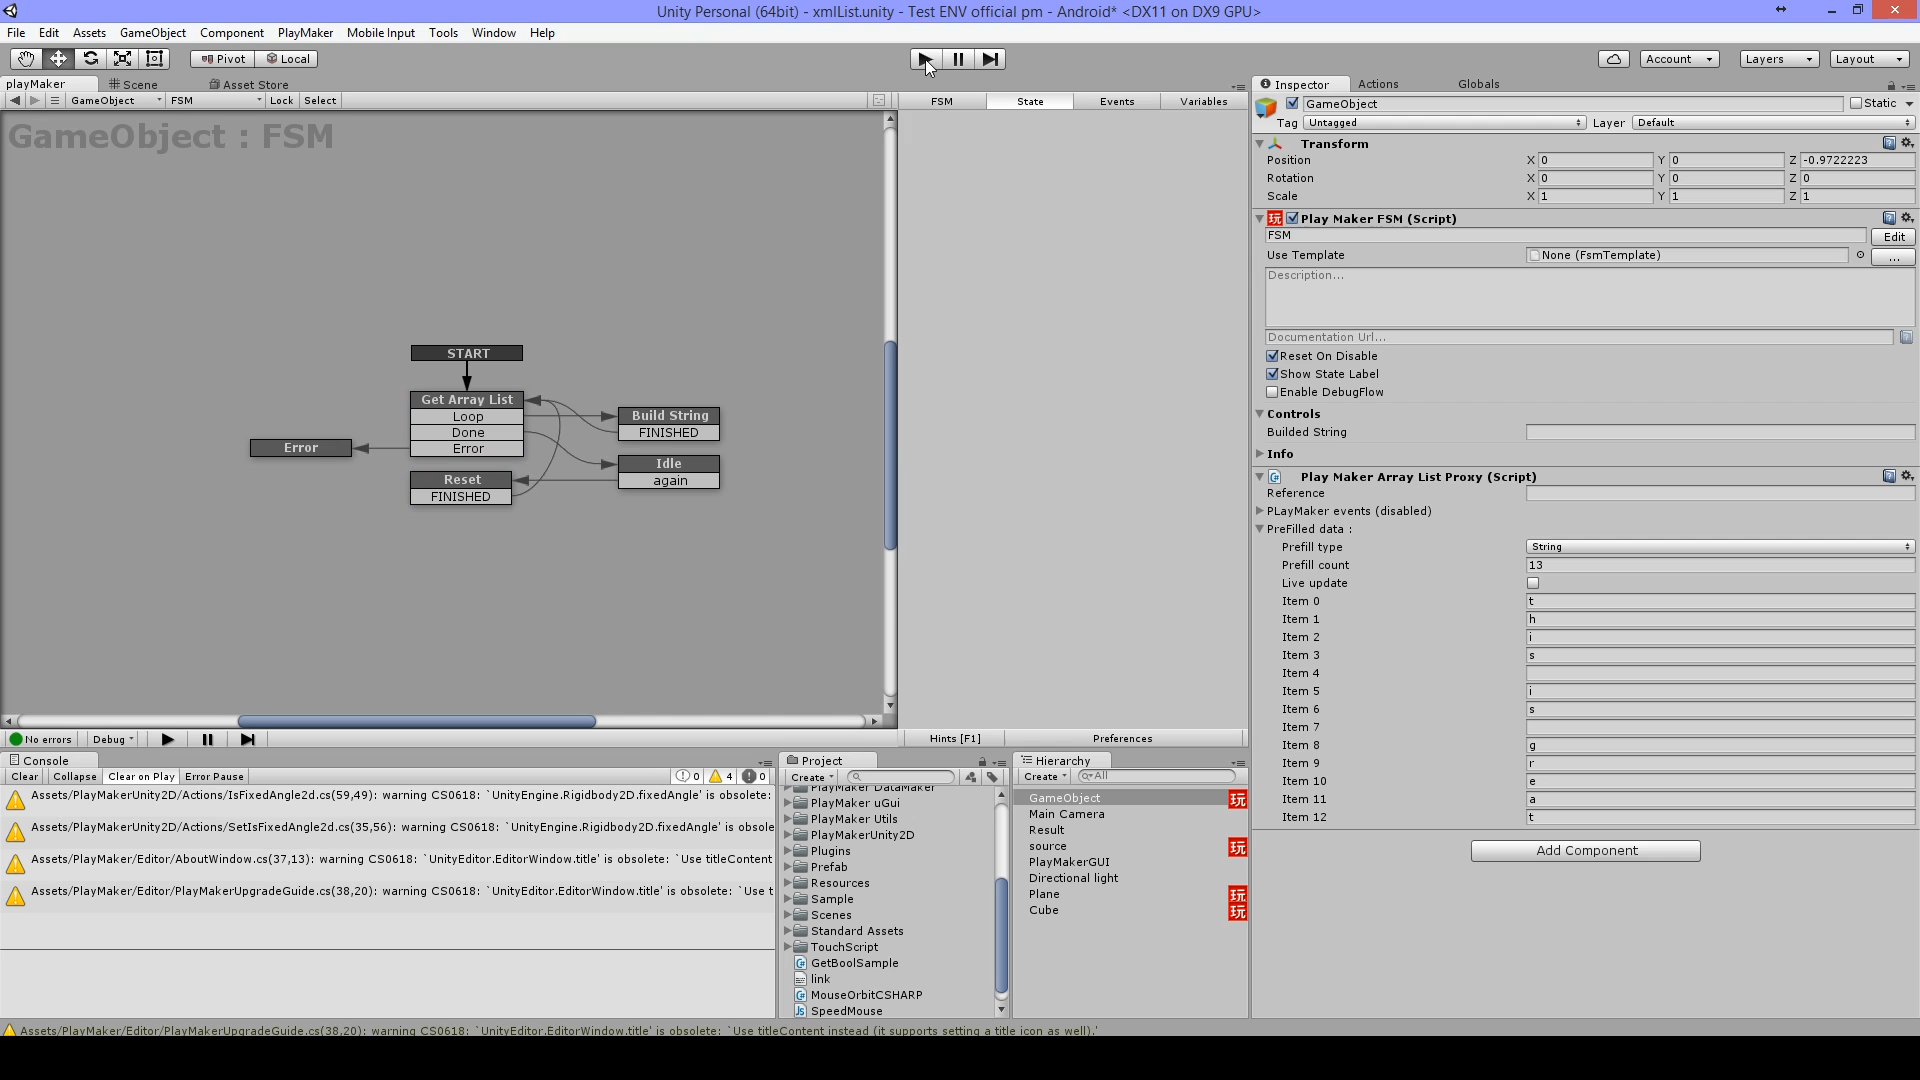 Unity Personal (64bit) - xmlList.unity - Test ENV official pm - Android* <DX11 on DX9 GPU>
File Edit Assets GameObject Component PlayMaker Mobile Input Tools Window Help
Pivot Local Account Layers Layout
playMaker Scene Asset Store
GameObject FSM Lock Select
GameObject : FSM
START
Get Array List
Loop
Done
Error
Error
Build String
FINISHED
Idle
again
Reset
FINISHED
No errors Debug
FSM State Events Variables
Hints [F1] Preferences
Console
Clear Collapse Clear on Play Error Pause 0 4 0
Assets/PlayMakerUnity2D/Actions/IsFixedAngle2d.cs(59,49): warning CS0618: `UnityEngine.Rigidbody2D.fixedAngle' is obsolete:
Assets/PlayMakerUnity2D/Actions/SetIsFixedAngle2d.cs(35,56): warning CS0618: `UnityEngine.Rigidbody2D.fixedAngle' is obsole
Assets/PlayMaker/Editor/AboutWindow.cs(37,13): warning CS0618: `UnityEditor.EditorWindow.title' is obsolete: `Use titleContent
Assets/PlayMaker/Editor/PlayMakerUpgradeGuide.cs(38,20): warning CS0618: `UnityEditor.EditorWindow.title' is obsolete: `Use t
Project
Create
PlayMaker DataMaker
PlayMaker uGui
PlayMaker Utils
PlayMakerUnity2D
Plugins
Prefab
Resources
Sample
Scenes
Standard Assets
TouchScript
GetBoolSample
link
MouseOrbitCSHARP
SpeedMouse
Hierarchy
Create All
GameObject 玩
Main Camera
Result
source 玩
PlayMakerGUI
Directional light
Plane 玩
Cube 玩
Inspector Actions Globals
GameObject Static
Tag Untagged Layer Default
Transform
Position X 0 Y 0 Z -0.9722223
Rotation X 0 Y 0 Z 0
Scale X 1 Y 1 Z 1
玩 Play Maker FSM (Script)
FSM Edit
Use Template None (FsmTemplate) ...
Description...
Documentation Url...
Reset On Disable
Show State Label
Enable DebugFlow
Controls
Builded String
Info
Play Maker Array List Proxy (Script)
Reference
PLayMaker events (disabled)
PreFilled data :
Prefill type String
Prefill count 13
Live update
Item 0 t
Item 1 h
Item 2 i
Item 3 s
Item 4
Item 5 i
Item 6 s
Item 7
Item 8 g
Item 9 r
Item 10 e
Item 11 a
Item 12 t
Add Component
Assets/PlayMaker/Editor/PlayMakerUpgradeGuide.cs(38,20): warning CS0618: `UnityEditor.EditorWindow.title' is obsolete: `Use titleContent instead (it supports setting a title icon as well).'